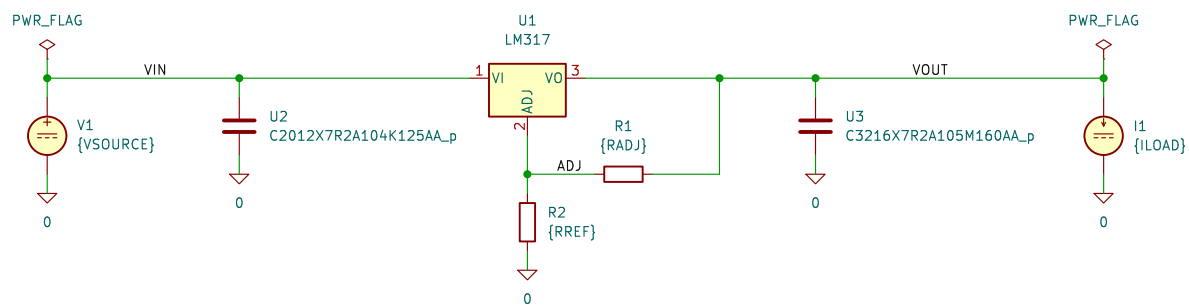 PWR_FLAG
PWR_FLAG
U1
LM317
VIN
1
VI
VO
3
VOUT
ADJ
2
V1
{VSOURCE}
U2
C2012X7R2A104K125AA_p
R1
{RADJ}
U3
C3216X7R2A105M160AA_p
I1
{ILOAD}
ADJ
0
0
R2
{RREF}
0
0
0